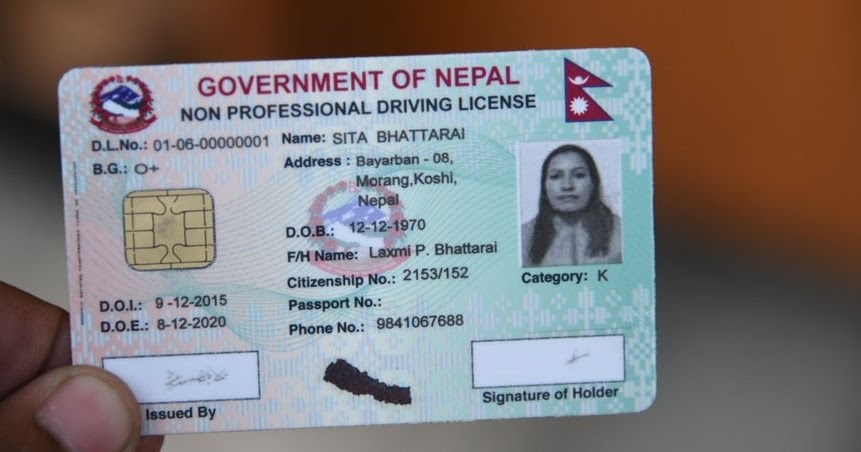 GOVERNMENT OF NEPAL
NON PROFESSIONAL DRIVING LICENSE
D.L.No.: 01-06-00000001
B.G.: O+
Name: SITA BHATTARAI
Address : Bayarban - 08,
Morang,Koshi,
Nepal
D.O.B.: 12-12-1970
F/H Name: Laxmi P. Bhattarai
Citizenship No.: 2153/152
Passport No.:
Phone No.: 9841067688
Category: K
D.O.I.: 9 -12-2015
D.O.E.: 8-12-2020
Issued By
Signature of Holder